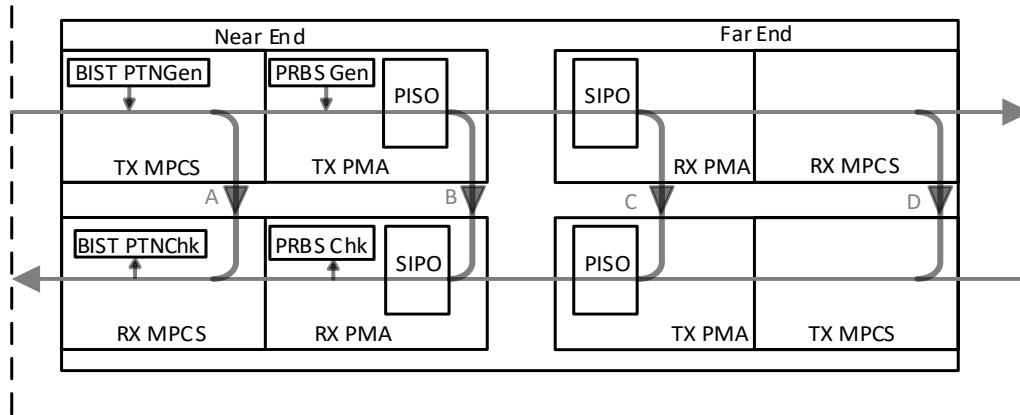 Near End
Far End
BIST PTNGen
PRBS Gen
PISO
SIPO
TX MPCS
TX PMA
RX PMA
RX MPCS
A
B
C
D
BIST PTNChk
PRBS Chk
SIPO
PISO
RX MPCS
RX PMA
TX PMA
TX MPCS